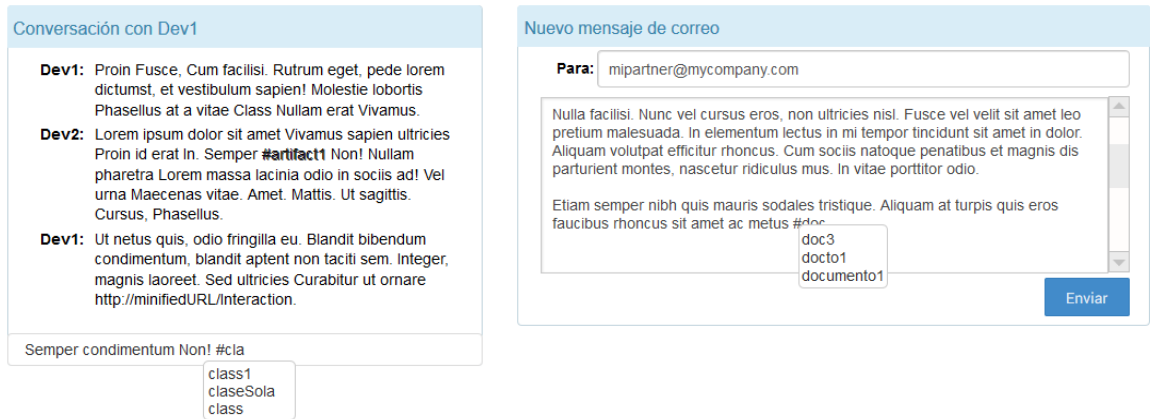 Conversación con Dev1
Dev1: Proin Fusce, Cum facilisi. Rutrum eget, pede lorem
dictumst, et vestibulum sapien! Molestie lobortis
Phasellus at a vitae Class Nullam erat Vivamus.
Dev2: Lorem ipsum dolor sit amet Vivamus sapien ultricies
Proin id erat In. Semper #artifact1 Non! Nullam
pharetra Lorem massa lacinia odio in sociis ad! Vel
urna Maecenas vitae. Amet. Mattis. Ut sagittis.
Cursus, Phasellus.
Dev1: Ut netus quis, odio fringilla eu. Blandit bibendum
condimentum, blandit aptent non taciti sem. Integer,
magnis laoreet. Sed ultricies Curabitur ut ornare
http://minifiedURL/Interaction.
Semper condimentum Non! #cla
class1
claseSola
class
Nuevo mensaje de correo
Para: mipartner@mycompany.com
Nulla facilisi. Nunc vel cursus eros, non ultricies nisl. Fusce vel velit sit amet leo
pretium malesuada. In elementum lectus in mi tempor tincidunt sit amet in dolor.
Aliquam volutpat efficitur rhoncus. Cum sociis natoque penatibus et magnis dis
parturient montes, nascetur ridiculus mus. In vitae porttitor odio.
Etiam semper nibh quis mauris sodales tristique. Aliquam at turpis quis eros
faucibus rhoncus sit amet ac metus #doc
doc3
docto1
documento1
Enviar